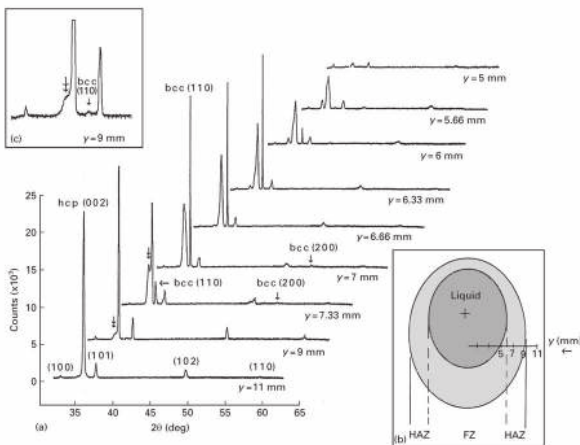 bcc
(110)
(c)
y=9 mm
y=5 mm
y=5.66 mm
y=6 mm
y=6.33 mm
y=6.66 mm
y=7 mm
y=7.33 mm
y=9 mm
y=11 mm
bcc (110)
hcp (002)
bcc (200)
bcc (110)
bcc (200)
(100)
(101)
(102)
(110)
Counts (x10³)
25
20
15
10
5
0
35
40
45
50
55
60
65
(a)
2θ (deg)
Liquid
y (mm)
5 6 7 9 11
HAZ
FZ
HAZ
(b)